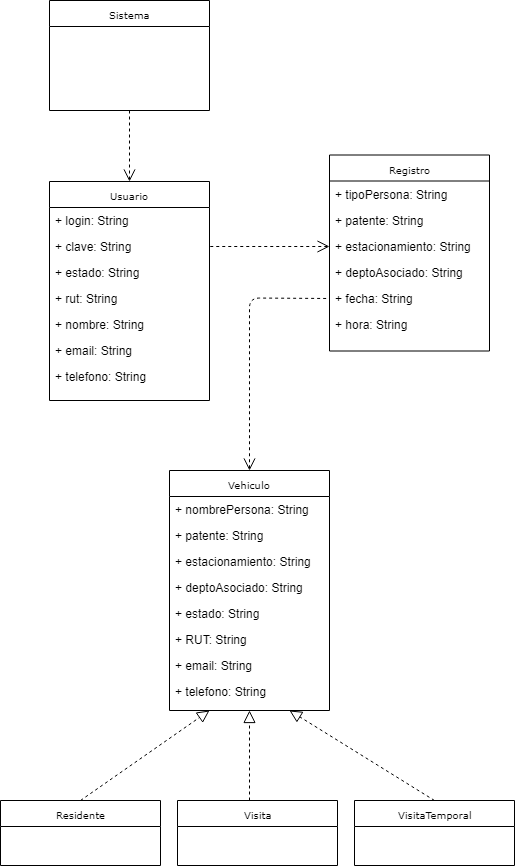 Sistema
Usuario
+ login: String
+ clave: String
+ estado: String
+ rut: String
+ nombre: String
+ email: String
+ telefono: String
Registro
+ tipoPersona: String
+ patente: String
+ estacionamiento: String
+ deptoAsociado: String
+ fecha: String
+ hora: String
Vehiculo
+ nombrePersona: String
+ patente: String
+ estacionamiento: String
+ deptoAsociado: String
+ estado: String
+ RUT: String
+ email: String
+ telefono: String
Residente
Visita
VisitaTemporal